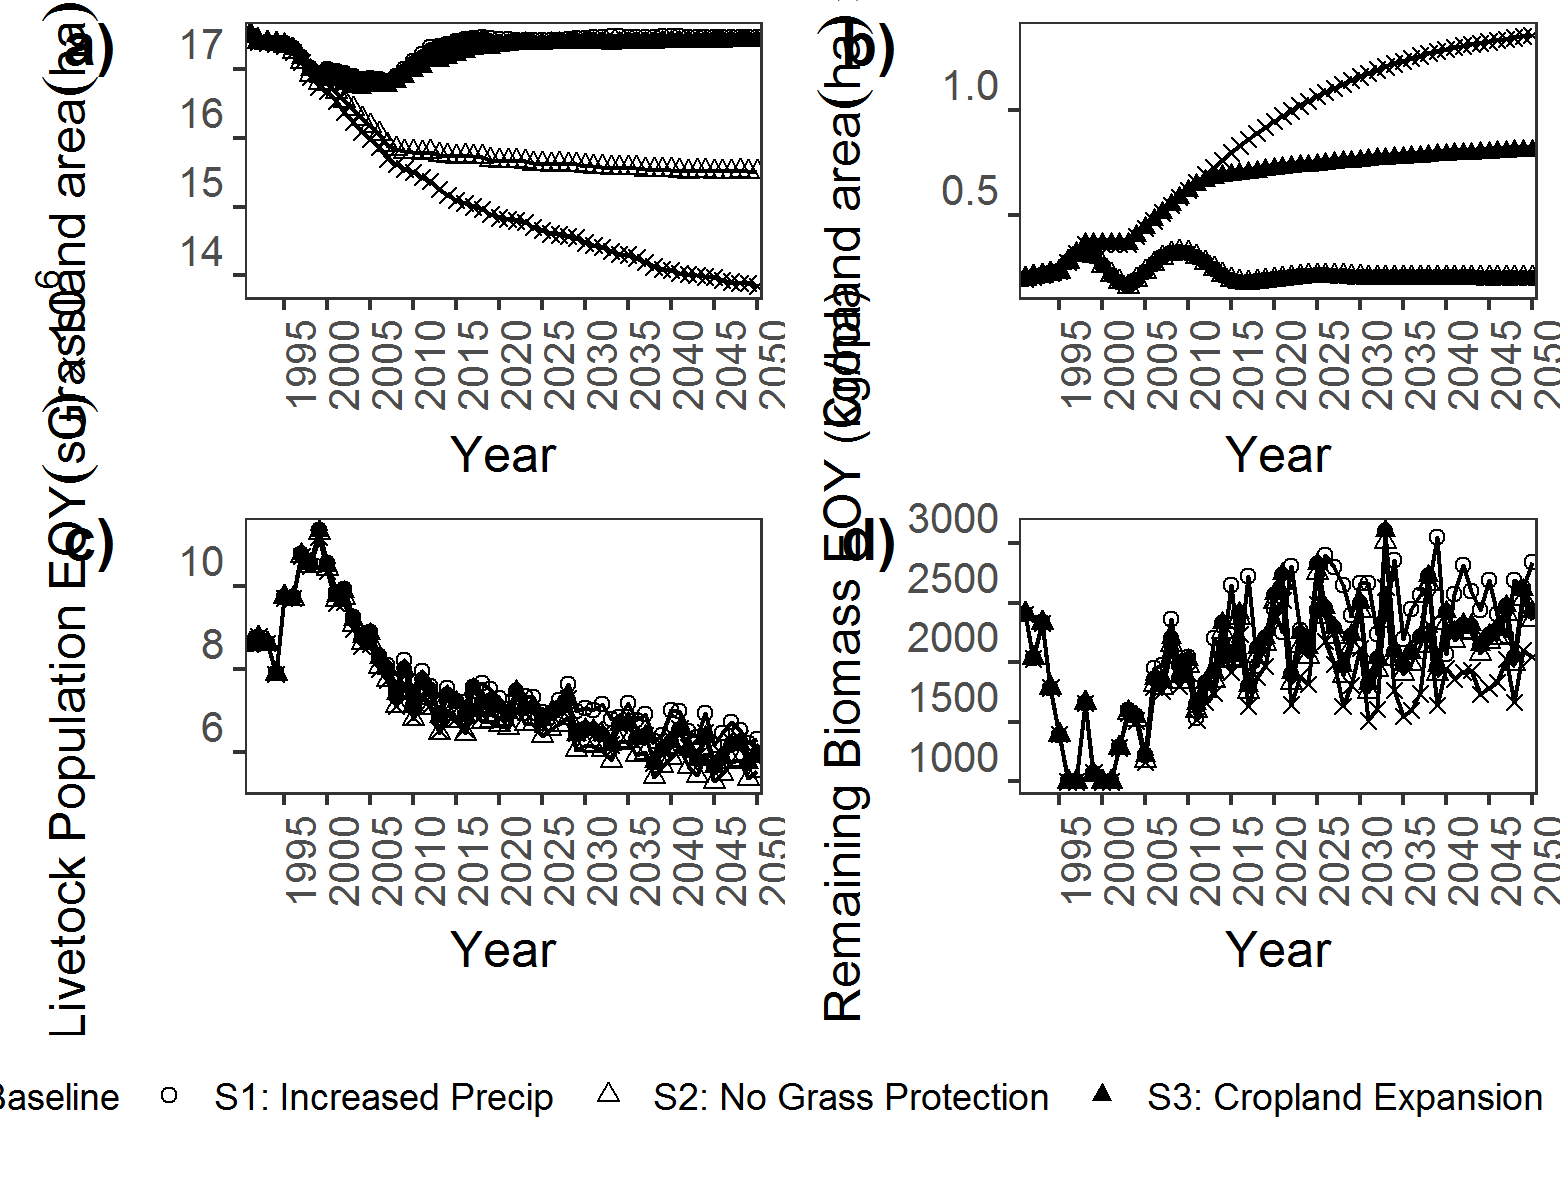 a)
Grassland area(ha)
17
16
15
14
1995 2000 2005 2010 2015 2020 2025 2030 2035 2040 2045 2050
Year
b)
Cropland area(ha)
1.0
0.5
1995 2000 2005 2010 2015 2020 2025 2030 2035 2040 2045 2050
Year
c)
Livetock Population EOY(
10
8
6
1995 2000 2005 2010 2015 2020 2025 2030 2035 2040 2045 2050
Year
d)
Remaining Biomass EOY (kg/ha)
3000
2500
2000
1500
1000
1995 2000 2005 2010 2015 2020 2025 2030 2035 2040 2045 2050
Year
Baseline S1: Increased Precip S2: No Grass Protection S3: Cropland Expansion